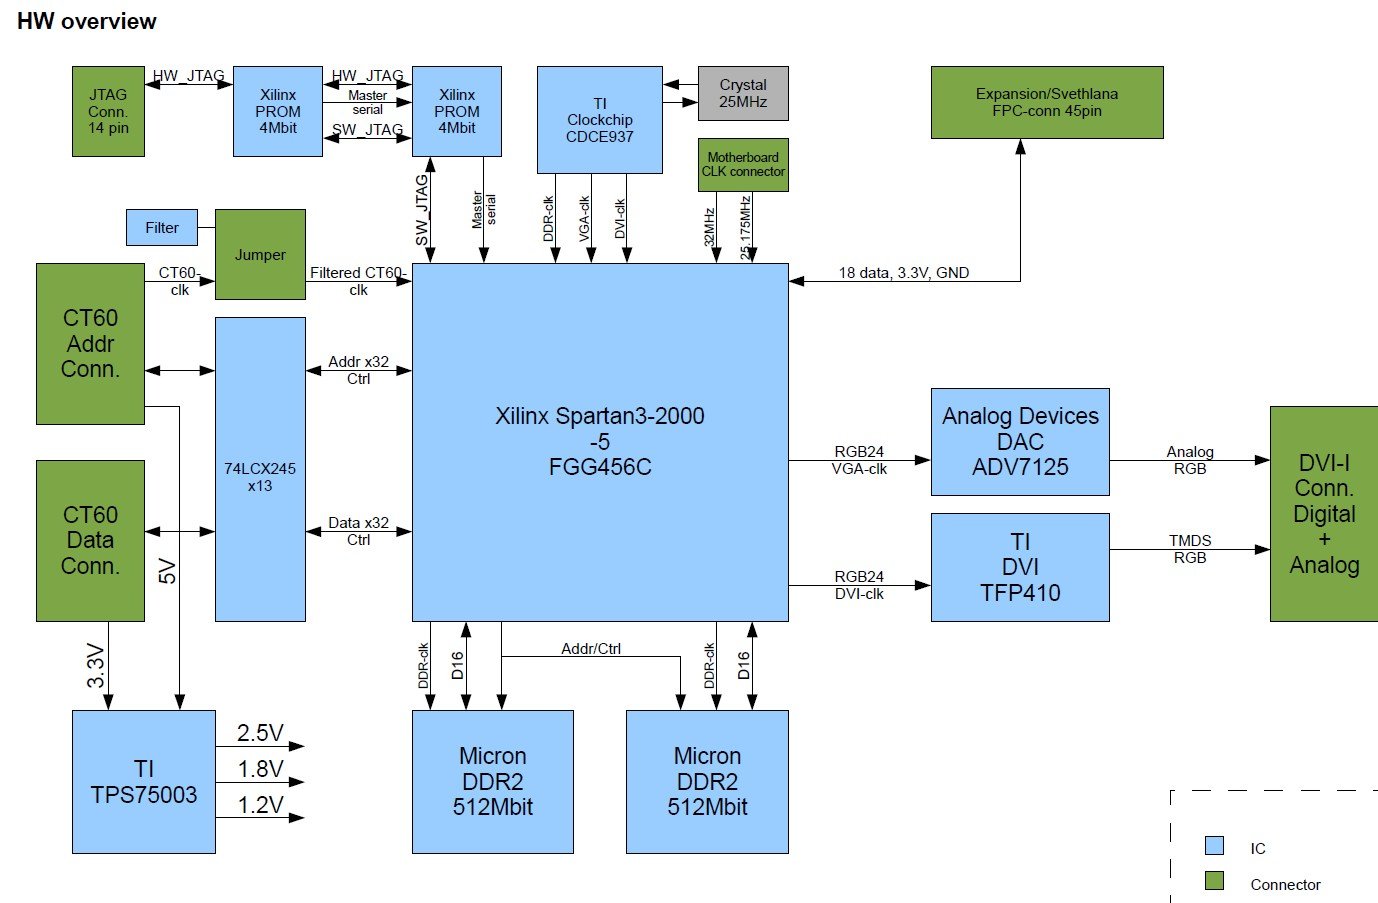 HW overview
JTAG
Conn.
14 pin
HW_JTAG
Xilinx
PROM
4Mbit
HW_JTAG
Master
serial
SW_JTAG
Xilinx
PROM
4Mbit
TI
Clockchip
CDCE937
Crystal
25MHz
Motherboard
CLK connector
Expansion/Svethlana
FPC-conn 45pin
SW_JTAG
Master
serial
DDR-clk
VGA-clk
DVI-clk
32MHz
25.175MHz
Filter
Jumper
CT60-
clk
Filtered CT60-
clk
18 data, 3.3V, GND
CT60
Addr
Conn.
Addr x32
Ctrl
74LCX245
x13
Xilinx Spartan3-2000
-5
FGG456C
RGB24
VGA-clk
Analog Devices
DAC
ADV7125
Analog
RGB
DVI-I
Conn.
Digital
+
Analog
CT60
Data
Conn.
5V
Data x32
Ctrl
RGB24
DVI-clk
TI
DVI
TFP410
TMDS
RGB
3.3V
DDR-clk
D16
Addr/Ctrl
DDR-clk
D16
TI
TPS75003
2.5V
1.8V
1.2V
Micron
DDR2
512Mbit
Micron
DDR2
512Mbit
IC
Connector